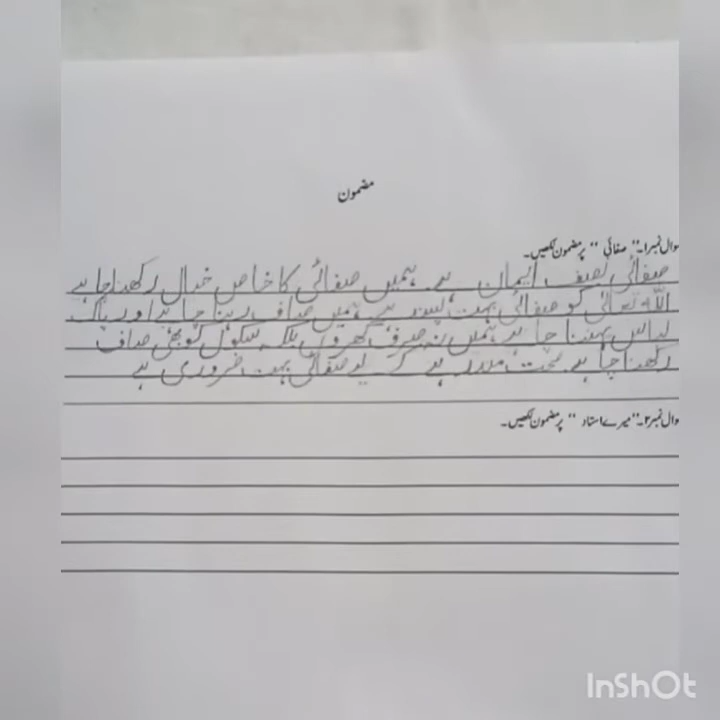 مضمون
وال نمبر ۱۔ " صفائی " پر مضمون لکھیں۔
صفائی نصف ایمان ہے۔ ہمیں صفائی کا خاص خیال رکھنا چاہیے
اللہ تعالیٰ کو صفائی بہت پسند ہے ہمیں صاف رہنا چاہیے اور پاک
لباس پہننا چاہیے ہمیں نہ صرف گھروں بلکہ سکول کو بھی صاف
رکھنا چاہیے۔ صحت مند رہنے کے لیے صفائی بہت ضروری ہے
وال نمبر ۲۔ " میرے استاد " پر مضمون لکھیں۔
InShOt